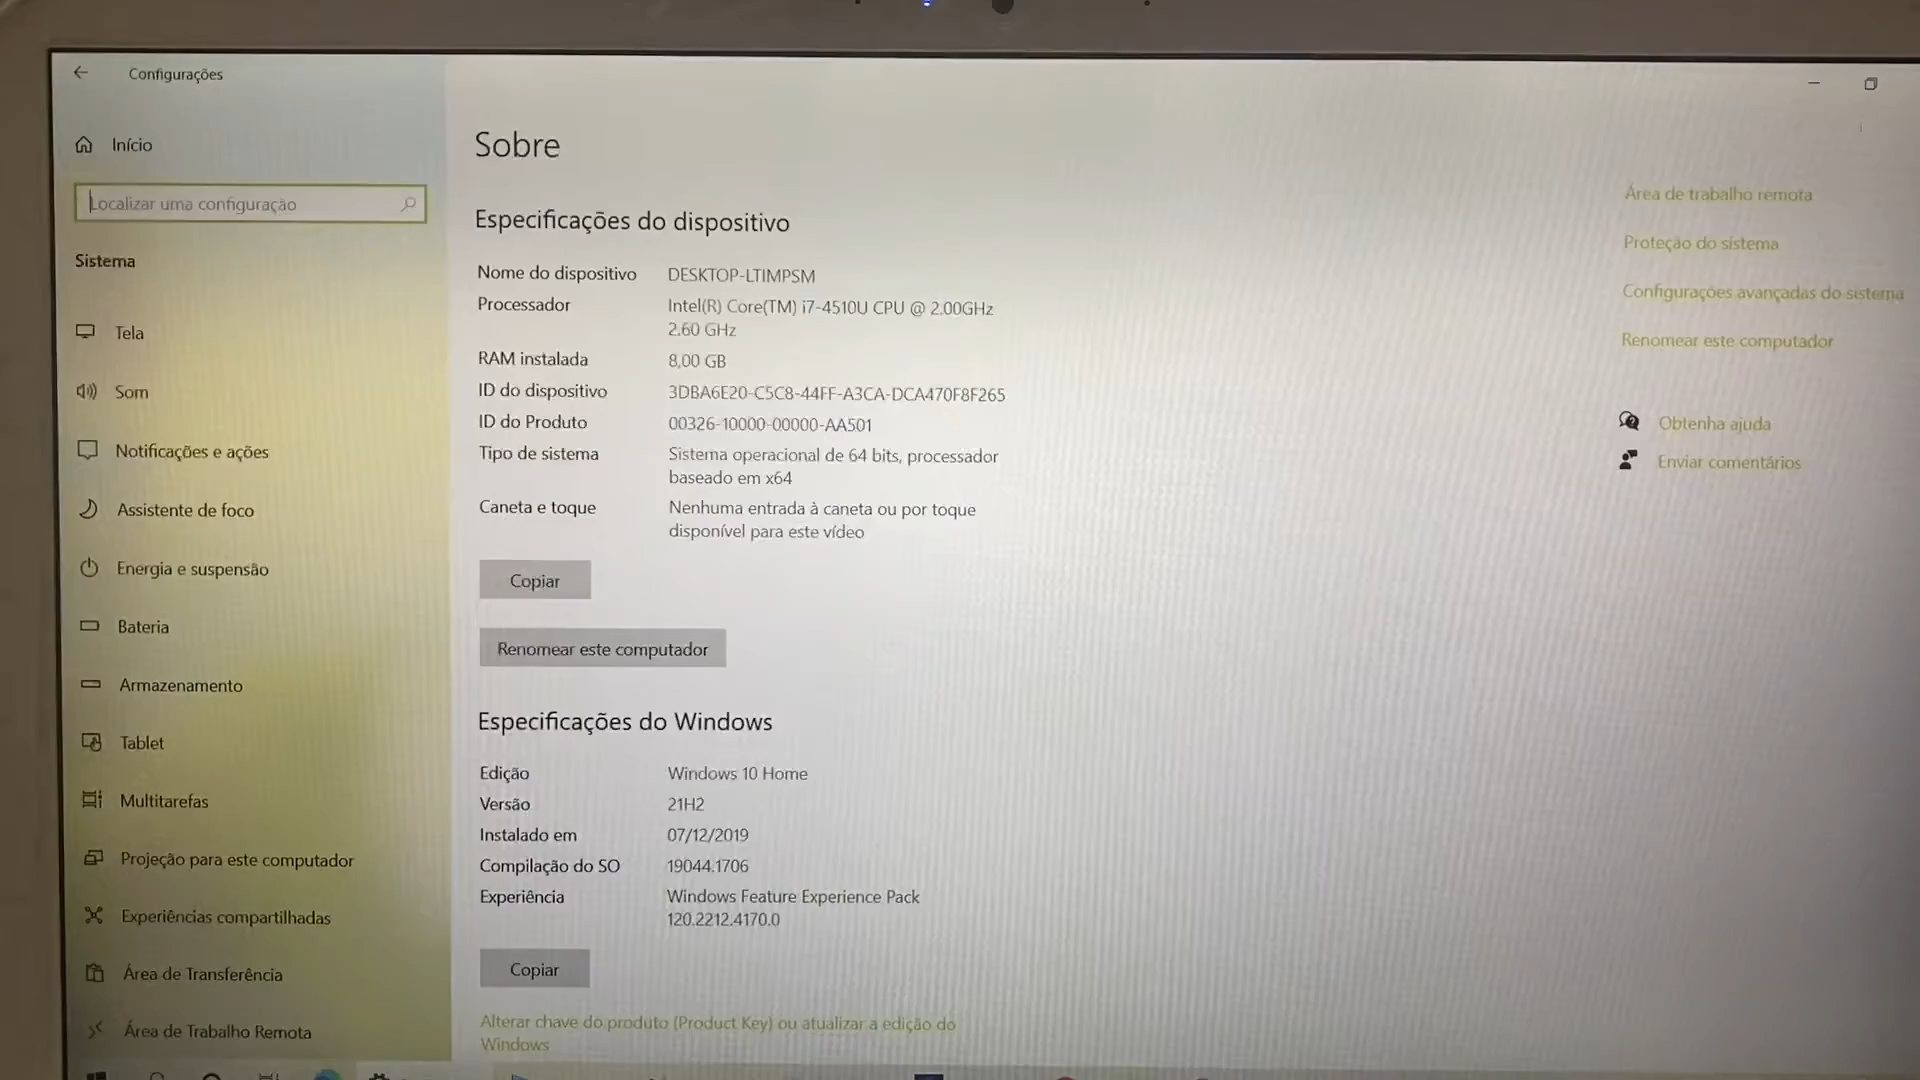 Configurações
Início
Localizar uma configuração
Sistema
Tela
Som
Notificações e ações
Assistente de foco
Energia e suspensão
Bateria
Armazenamento
Tablet
Multitarefas
Projeção para este computador
Experiências compartilhadas
Área de Transferência
Área de Trabalho Remota
Sobre
Especificações do dispositivo
Nome do dispositivo DESKTOP-LTIMPSM
Processador Intel(R) Core(TM) i7-4510U CPU @ 2.00GHz
2.60 GHz
RAM instalada 8,00 GB
ID do dispositivo 3DBA6E20-C5C8-44FF-A3CA-DCA470F8F265
ID do Produto 00326-10000-00000-AA501
Tipo de sistema Sistema operacional de 64 bits, processador
baseado em x64
Caneta e toque Nenhuma entrada à caneta ou por toque
disponível para este vídeo
Copiar
Renomear este computador
Especificações do Windows
Edição Windows 10 Home
Versão 21H2
Instalado em 07/12/2019
Compilação do SO 19044.1706
Experiência Windows Feature Experience Pack
120.2212.4170.0
Copiar
Alterar chave do produto (Product Key) ou atualizar a edição do
Windows
Área de trabalho remota
Proteção do sistema
Configurações avançadas do sistema
Renomear este computador
Obtenha ajuda
Enviar comentários